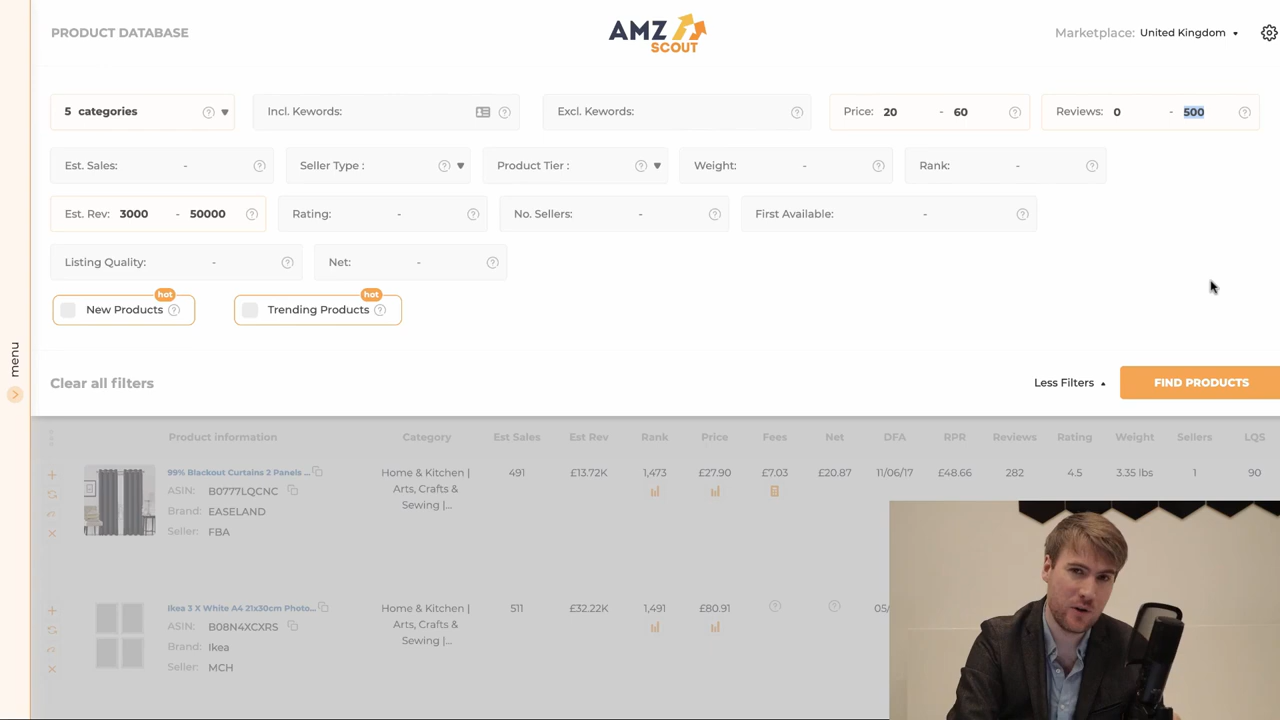 PRODUCT DATABASE
AMZ
SCOUT
Marketplace: United Kingdom
5 categories
Incl. Kewords:
Excl. Kewords:
Price: 20 - 60
Reviews: 0 - 500
Est. Sales: -
Seller Type :
Product Tier :
Weight: -
Rank: -
Est. Rev: 3000 - 50000
Rating: -
No. Sellers: -
First Available: -
Listing Quality: -
Net: -
hot
New Products
hot
Trending Products
menu
Clear all filters
Less Filters
FIND PRODUCTS
Product information Category Est Sales Est Rev Rank Price Fees Net DFA RPR Reviews Rating Weight Sellers LQS
99% Blackout Curtains 2 Panels ...
ASIN: B0777LQCNC
Brand: EASELAND
Seller: FBA
Home & Kitchen |
Arts, Crafts &
Sewing |...
491 £13.72K 1,473 £27.90 £7.03 £20.87 11/06/17 £48.66 282 4.5 3.35 lbs 1 90
Ikea 3 X White A4 21x30cm Photo...
ASIN: B08N4XCXRS
Brand: Ikea
Seller: MCH
Home & Kitchen |
Arts, Crafts &
Sewing |...
511 £32.22K 1,491 £80.91 05/